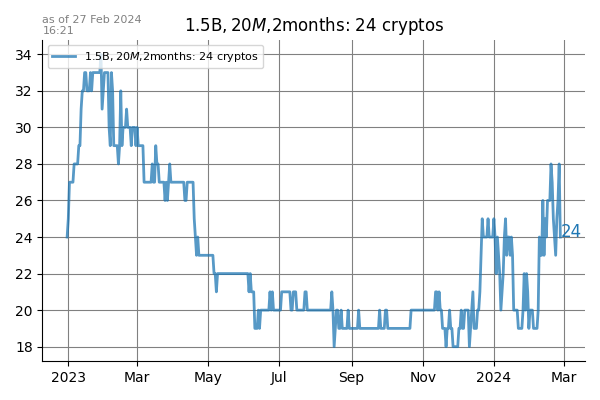 as of 27 Feb 2024
16:21
1.5B, 20M,2months: 24 cryptos
1.5B, 20M,2months: 24 cryptos
34
32
30
28
26
24
22
20
18
24
2023
Mar
May
Jul
Sep
Nov
2024
Mar